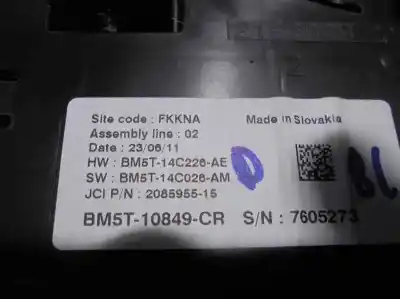 Site code : FKKNA
Made in Slovakia
Assembly line : 02
Date : 23/06/11
HW : BM5T-14C226-AE
SW : BM5T-14C026-AM
JCI P/N : 2085955-15
BM5T-10849-CR S/N : 7605273